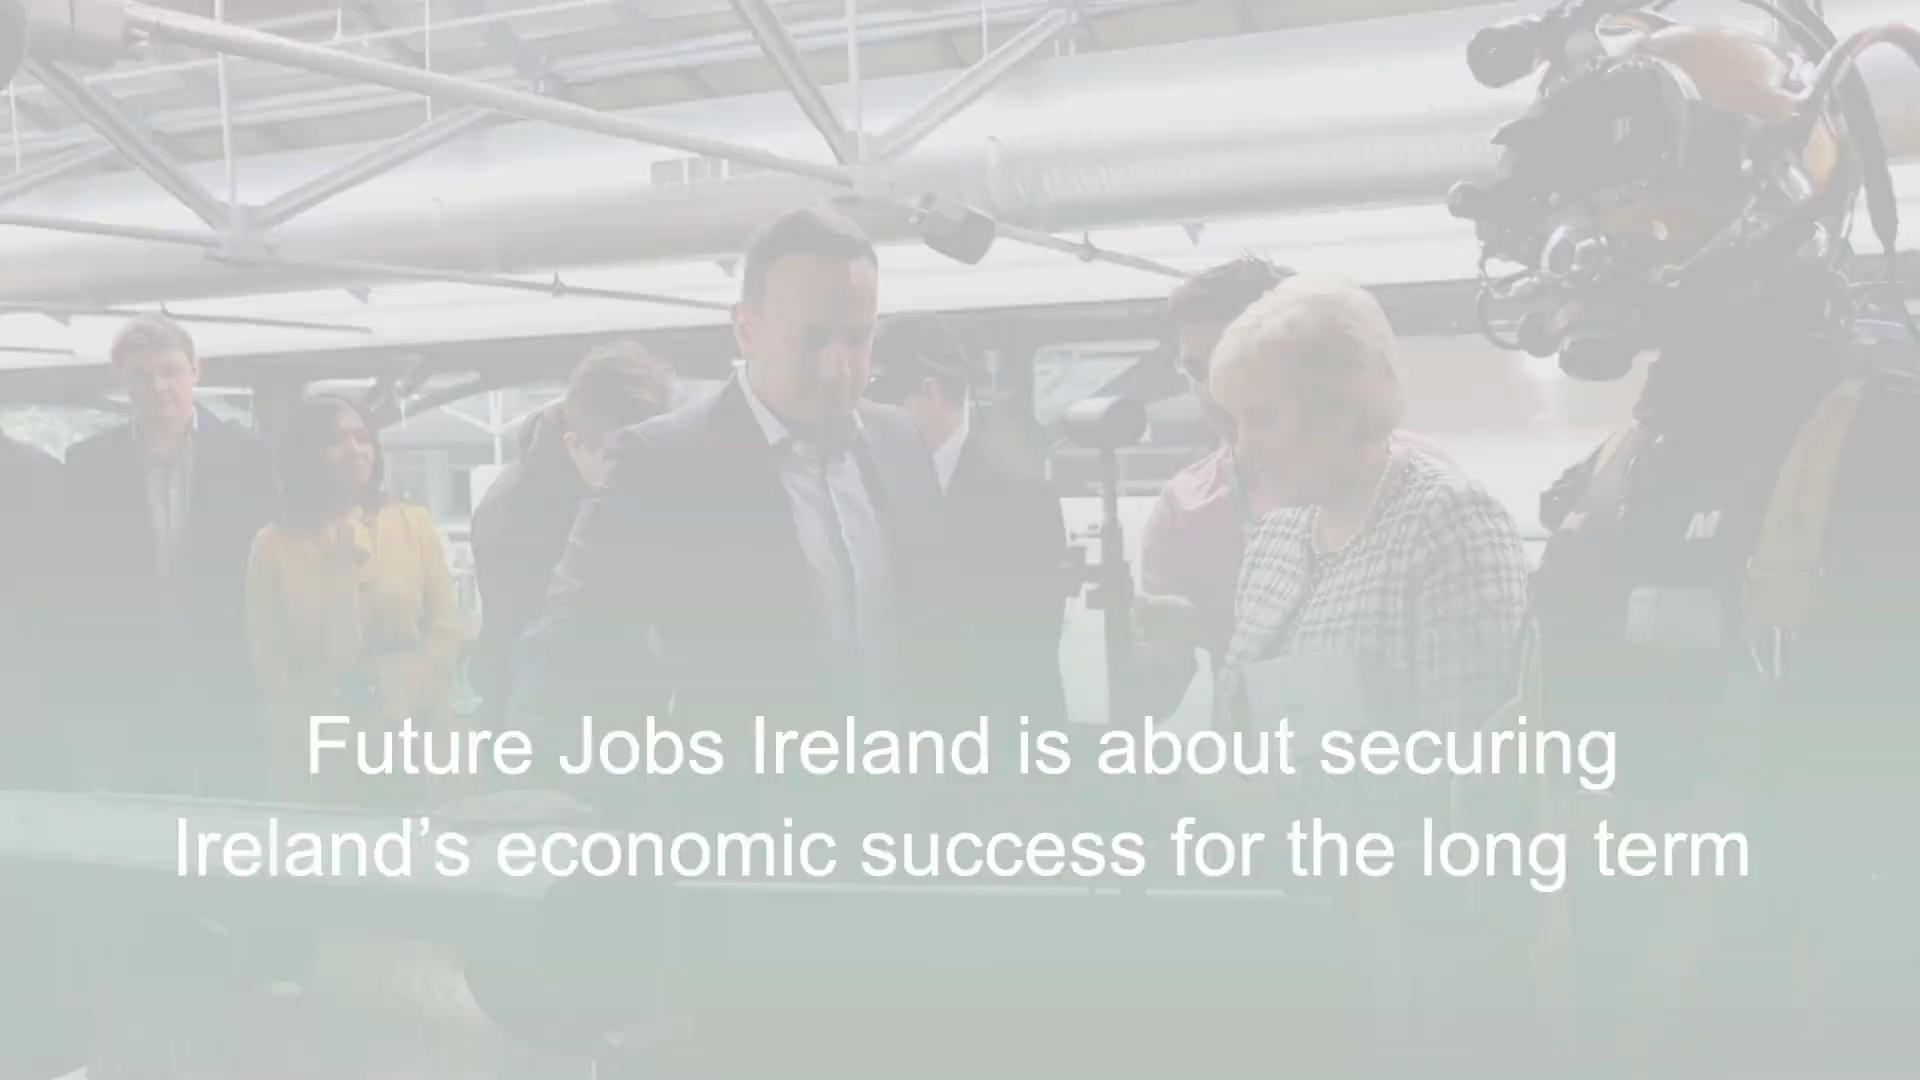 Future Jobs Ireland is about securing
Ireland’s economic success for the long term